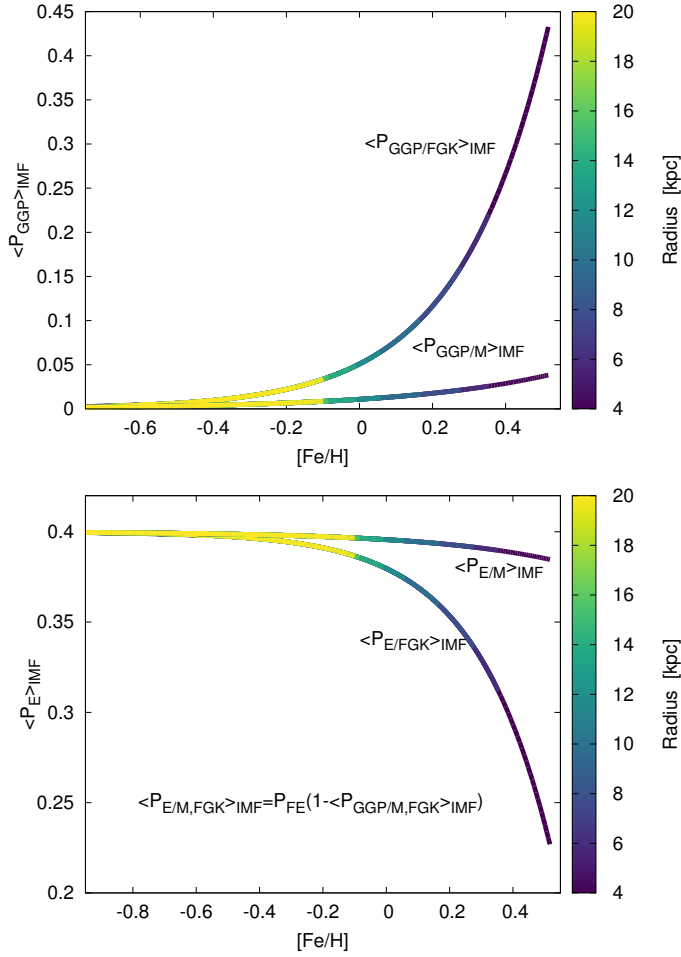 0.45
0.4
0.35
0.3
0.25
0.2
0.15
0.1
0.05
0
<P_GGP>_IMF
<P_GGP/FGK>_IMF
<P_GGP/M>_IMF
-0.6 -0.4 -0.2 0 0.2 0.4
[Fe/H]
20
18
16
14
12
10
8
6
4
Radius [kpc]
0.4
0.35
0.3
0.25
0.2
<P_E>_IMF
<P_E/M>_IMF
<P_E/FGK>_IMF
<P_E/M,FGK>_IMF=P_FE(1-<P_GGP/M,FGK>_IMF)
-0.8 -0.6 -0.4 -0.2 0 0.2 0.4
[Fe/H]
20
18
16
14
12
10
8
6
4
Radius [kpc]